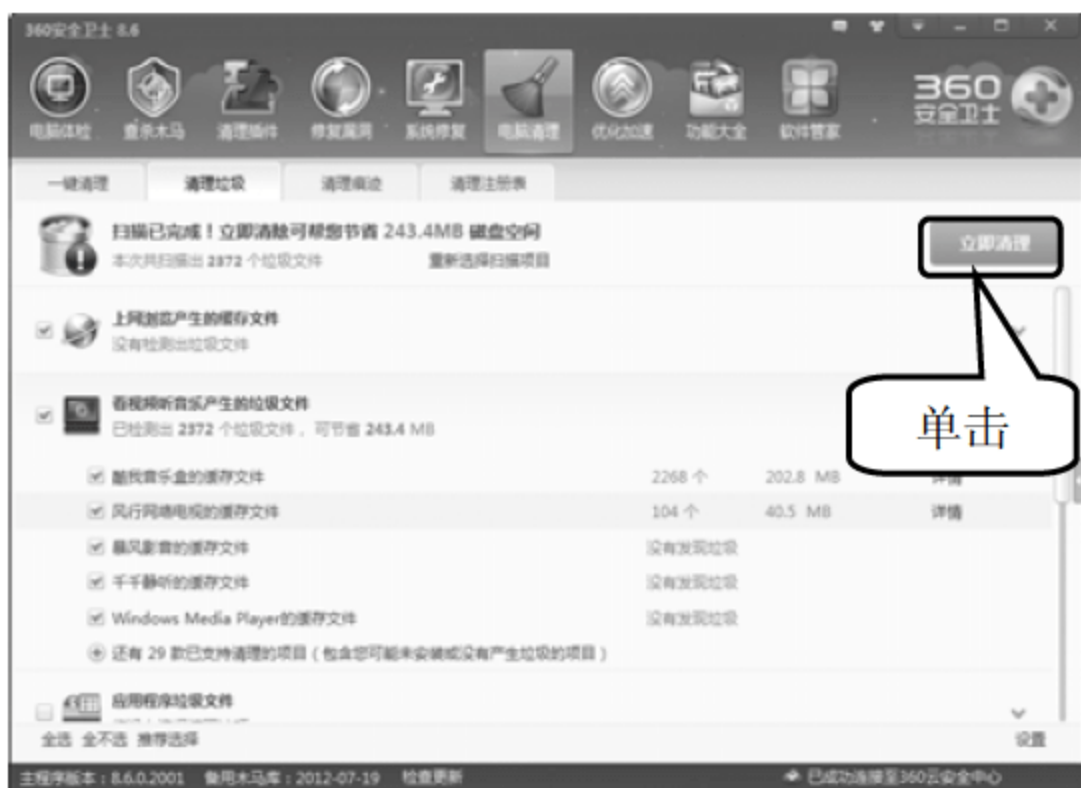 360安全卫士 8.6
电脑体检 查杀木马 清理插件 修复漏洞 系统修复 电脑清理 优化加速 功能大全 软件管家
360
安全卫士
一键清理 清理垃圾 清理痕迹 清理注册表
扫描已完成！立即清除可帮您节省 243.4MB 磁盘空间
本次共扫描出 2372 个垃圾文件 重新选择扫描项目
立即清理
上网浏览产生的缓存文件
没有检测出垃圾文件
看视频听音乐产生的垃圾文件
已检测出 2372 个垃圾文件，可节省 243.4 MB
单击
酷我音乐盒的缓存文件 2268 个 202.8 MB 详情
风行网络电视的缓存文件 104 个 40.5 MB 详情
暴风影音的缓存文件 没有发现垃圾
千千静听的缓存文件 没有发现垃圾
Windows Media Player的缓存文件 没有发现垃圾
还有 29 款已支持清理的项目（包含您可能未安装或没有产生垃圾的项目）
应用程序垃圾文件
全选 全不选 推荐选择 设置
主程序版本：8.6.0.2001 备用木马库：2012-07-19 检查更新 已成功连接至360云安全中心